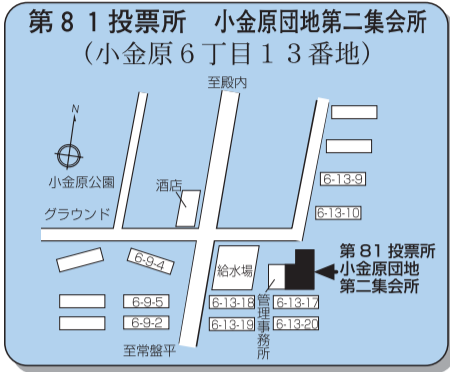 第８１投票所　小金原団地第二集会所
（小金原６丁目１３番地）
至殿内
N
小金原公園
酒店
グラウンド
6-13-9
6-13-10
6-9-4
給水場
第81投票所
小金原団地
第二集会所
6-9-5
6-13-18
管理事務所
6-13-17
6-9-2
6-13-19
6-13-20
至常盤平